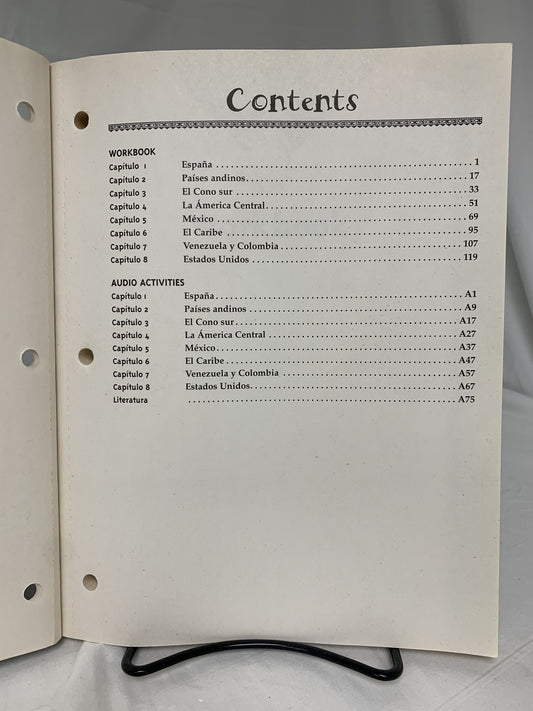 Contents
WORKBOOK
Capítulo 1 España . . . . . . . . . . . . . . . . . . . . 1
Capítulo 2 Países andinos . . . . . . . . . . . . . . . . . . . . 17
Capítulo 3 El Cono sur . . . . . . . . . . . . . . . . . . . . 33
Capítulo 4 La Ámerica Central . . . . . . . . . . . . . . . . . . . . 51
Capítulo 5 México . . . . . . . . . . . . . . . . . . . . 69
Capítulo 6 El Caribe . . . . . . . . . . . . . . . . . . . . 95
Capítulo 7 Venezuela y Colombia . . . . . . . . . . . . . . . . . . . . 107
Capítulo 8 Estados Unidos . . . . . . . . . . . . . . . . . . . . 119
AUDIO ACTIVITIES
Capítulo 1 España . . . . . . . . . . . . . . . . . . . . A1
Capítulo 2 Países andinos . . . . . . . . . . . . . . . . . . . . A9
Capítulo 3 El Cono sur . . . . . . . . . . . . . . . . . . . . A17
Capítulo 4 La Ámerica Central . . . . . . . . . . . . . . . . . . . . A27
Capítulo 5 México . . . . . . . . . . . . . . . . . . . . A37
Capítulo 6 El Caribe . . . . . . . . . . . . . . . . . . . . A47
Capítulo 7 Venezuela y Colombia . . . . . . . . . . . . . . . . . . . . A57
Capítulo 8 Estados Unidos . . . . . . . . . . . . . . . . . . . . A67
Literatura . . . . . . . . . . . . . . . . . . . . A75